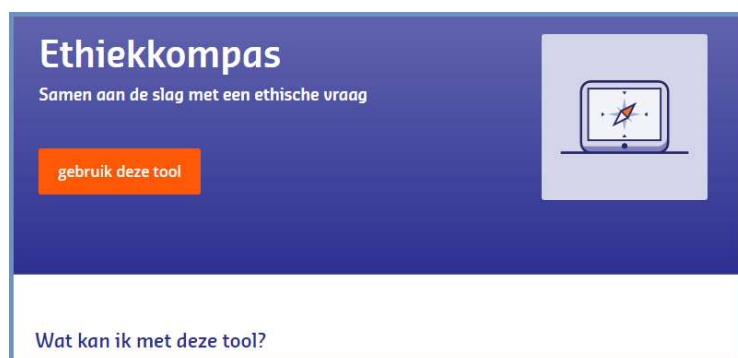 Ethiekkompas
Samen aan de slag met een ethische vraag
gebruik deze tool
Wat kan ik met deze tool?